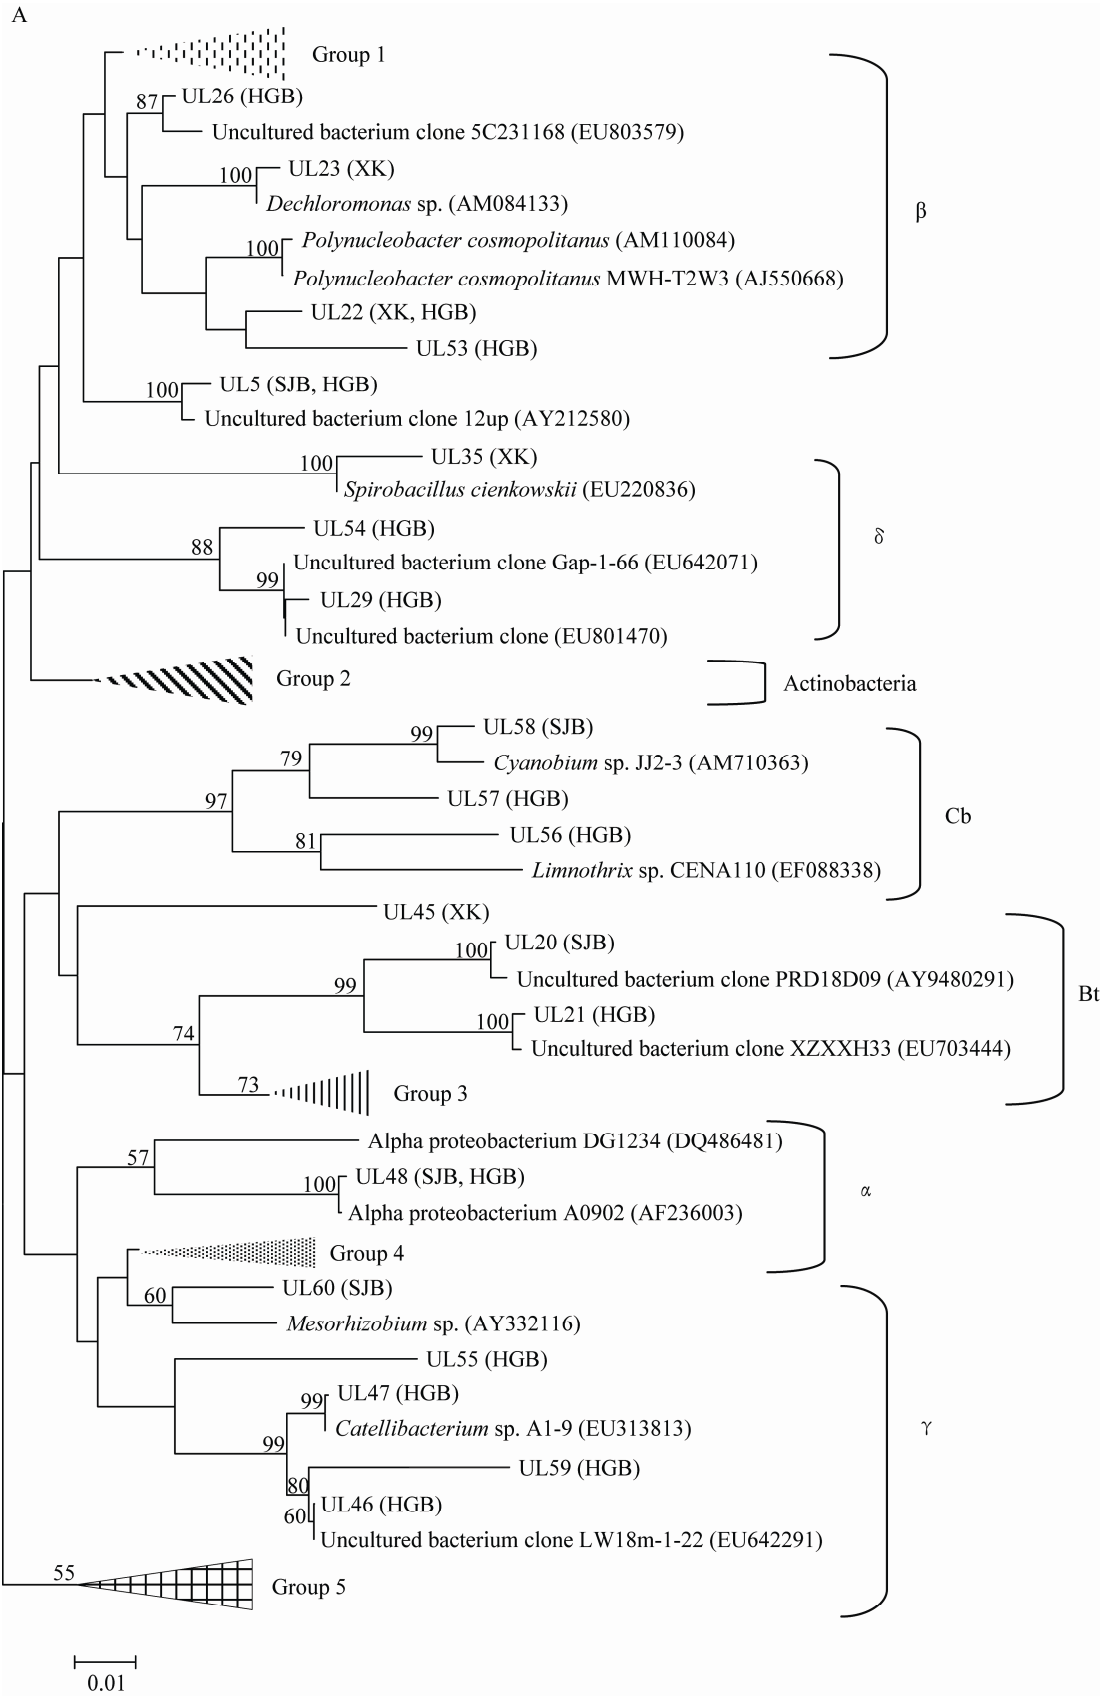 A
Group 1
87
UL26 (HGB)
Uncultured bacterium clone 5C231168 (EU803579)
UL23 (XK)
100
Dechloromonas sp. (AM084133)
β
Polynucleobacter cosmopolitanus (AM110084)
100
Polynucleobacter cosmopolitanus MWH-T2W3 (AJ550668)
UL22 (XK, HGB)
UL53 (HGB)
UL5 (SJB, HGB)
100
Uncultured bacterium clone 12up (AY212580)
UL35 (XK)
100
Spirobacillus cienkowskii (EU220836)
UL54 (HGB)
δ
88
Uncultured bacterium clone Gap-1-66 (EU642071)
99
UL29 (HGB)
Uncultured bacterium clone (EU801470)
Group 2
Actinobacteria
UL58 (SJB)
99
79
Cyanobium sp. JJ2-3 (AM710363)
97
UL57 (HGB)
Cb
UL56 (HGB)
81
Limnothrix sp. CENA110 (EF088338)
UL45 (XK)
UL20 (SJB)
100
Uncultured bacterium clone PRD18D09 (AY9480291)
99
Bt
UL21 (HGB)
100
74
Uncultured bacterium clone XZXXH33 (EU703444)
73
Group 3
Alpha proteobacterium DG1234 (DQ486481)
57
UL48 (SJB, HGB)
100
α
Alpha proteobacterium A0902 (AF236003)
Group 4
UL60 (SJB)
60
Mesorhizobium sp. (AY332116)
UL55 (HGB)
UL47 (HGB)
99
Catellibacterium sp. A1-9 (EU313813)
γ
99
UL59 (HGB)
80
UL46 (HGB)
60
Uncultured bacterium clone LW18m-1-22 (EU642291)
55
Group 5
0.01